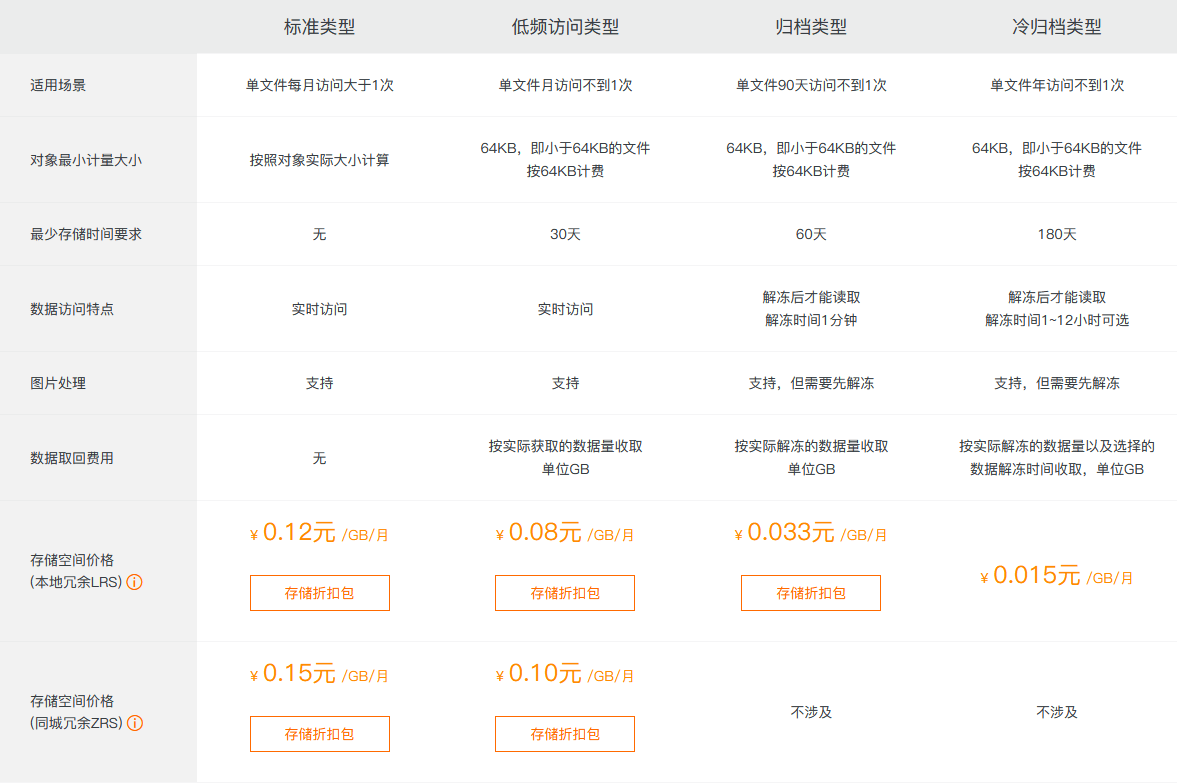 标准类型 低频访问类型 归档类型 冷归档类型
适用场景 单文件每月访问大于1次 单文件月访问不到1次 单文件90天访问不到1次 单文件年访问不到1次
对象最小计量大小 按照对象实际大小计算 64KB，即小于64KB的文件 64KB，即小于64KB的文件 64KB，即小于64KB的文件
按64KB计费 按64KB计费 按64KB计费
最少存储时间要求 无 30天 60天 180天
数据访问特点 实时访问 实时访问 解冻后才能读取 解冻后才能读取
解冻时间1分钟 解冻时间1~12小时可选
图片处理 支持 支持 支持，但需要先解冻 支持，但需要先解冻
数据取回费用 无 按实际获取的数据量收取 按实际解冻的数据量收取 按实际解冻的数据量以及选择的
单位GB 单位GB 数据解冻时间收取，单位GB
¥ 0.12元 /GB/月 ¥ 0.08元 /GB/月 ¥ 0.033元 /GB/月
存储空间价格
(本地冗余LRS) ¥ 0.015元 /GB/月
存储折扣包 存储折扣包 存储折扣包
¥ 0.15元 /GB/月 ¥ 0.10元 /GB/月
存储空间价格
(同城冗余ZRS) 不涉及 不涉及
存储折扣包 存储折扣包